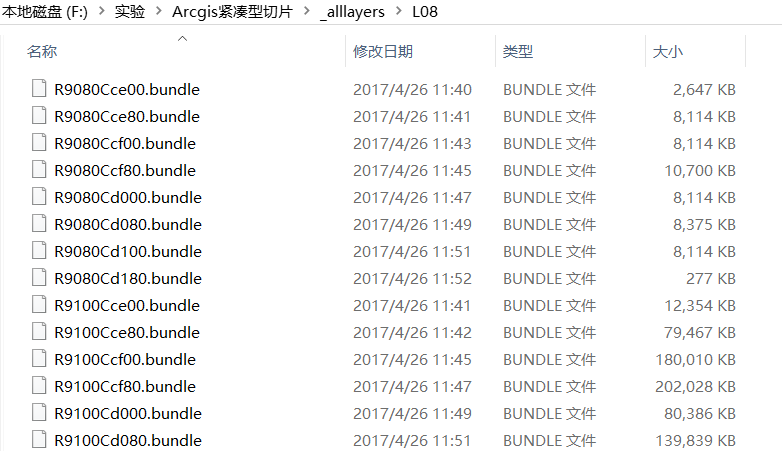 本地磁盘 (F:) > 实验 > Arcgis紧凑型切片 > _alllayers > L08
名称 修改日期 类型 大小
R9080Cce00.bundle 2017/4/26 11:40 BUNDLE 文件 2,647 KB
R9080Cce80.bundle 2017/4/26 11:41 BUNDLE 文件 8,114 KB
R9080Ccf00.bundle 2017/4/26 11:43 BUNDLE 文件 8,114 KB
R9080Ccf80.bundle 2017/4/26 11:45 BUNDLE 文件 10,700 KB
R9080Cd000.bundle 2017/4/26 11:47 BUNDLE 文件 8,114 KB
R9080Cd080.bundle 2017/4/26 11:49 BUNDLE 文件 8,375 KB
R9080Cd100.bundle 2017/4/26 11:51 BUNDLE 文件 8,114 KB
R9080Cd180.bundle 2017/4/26 11:52 BUNDLE 文件 277 KB
R9100Cce00.bundle 2017/4/26 11:41 BUNDLE 文件 12,354 KB
R9100Cce80.bundle 2017/4/26 11:42 BUNDLE 文件 79,467 KB
R9100Ccf00.bundle 2017/4/26 11:45 BUNDLE 文件 180,010 KB
R9100Ccf80.bundle 2017/4/26 11:47 BUNDLE 文件 202,028 KB
R9100Cd000.bundle 2017/4/26 11:49 BUNDLE 文件 80,386 KB
R9100Cd080.bundle 2017/4/26 11:51 BUNDLE 文件 139,839 KB